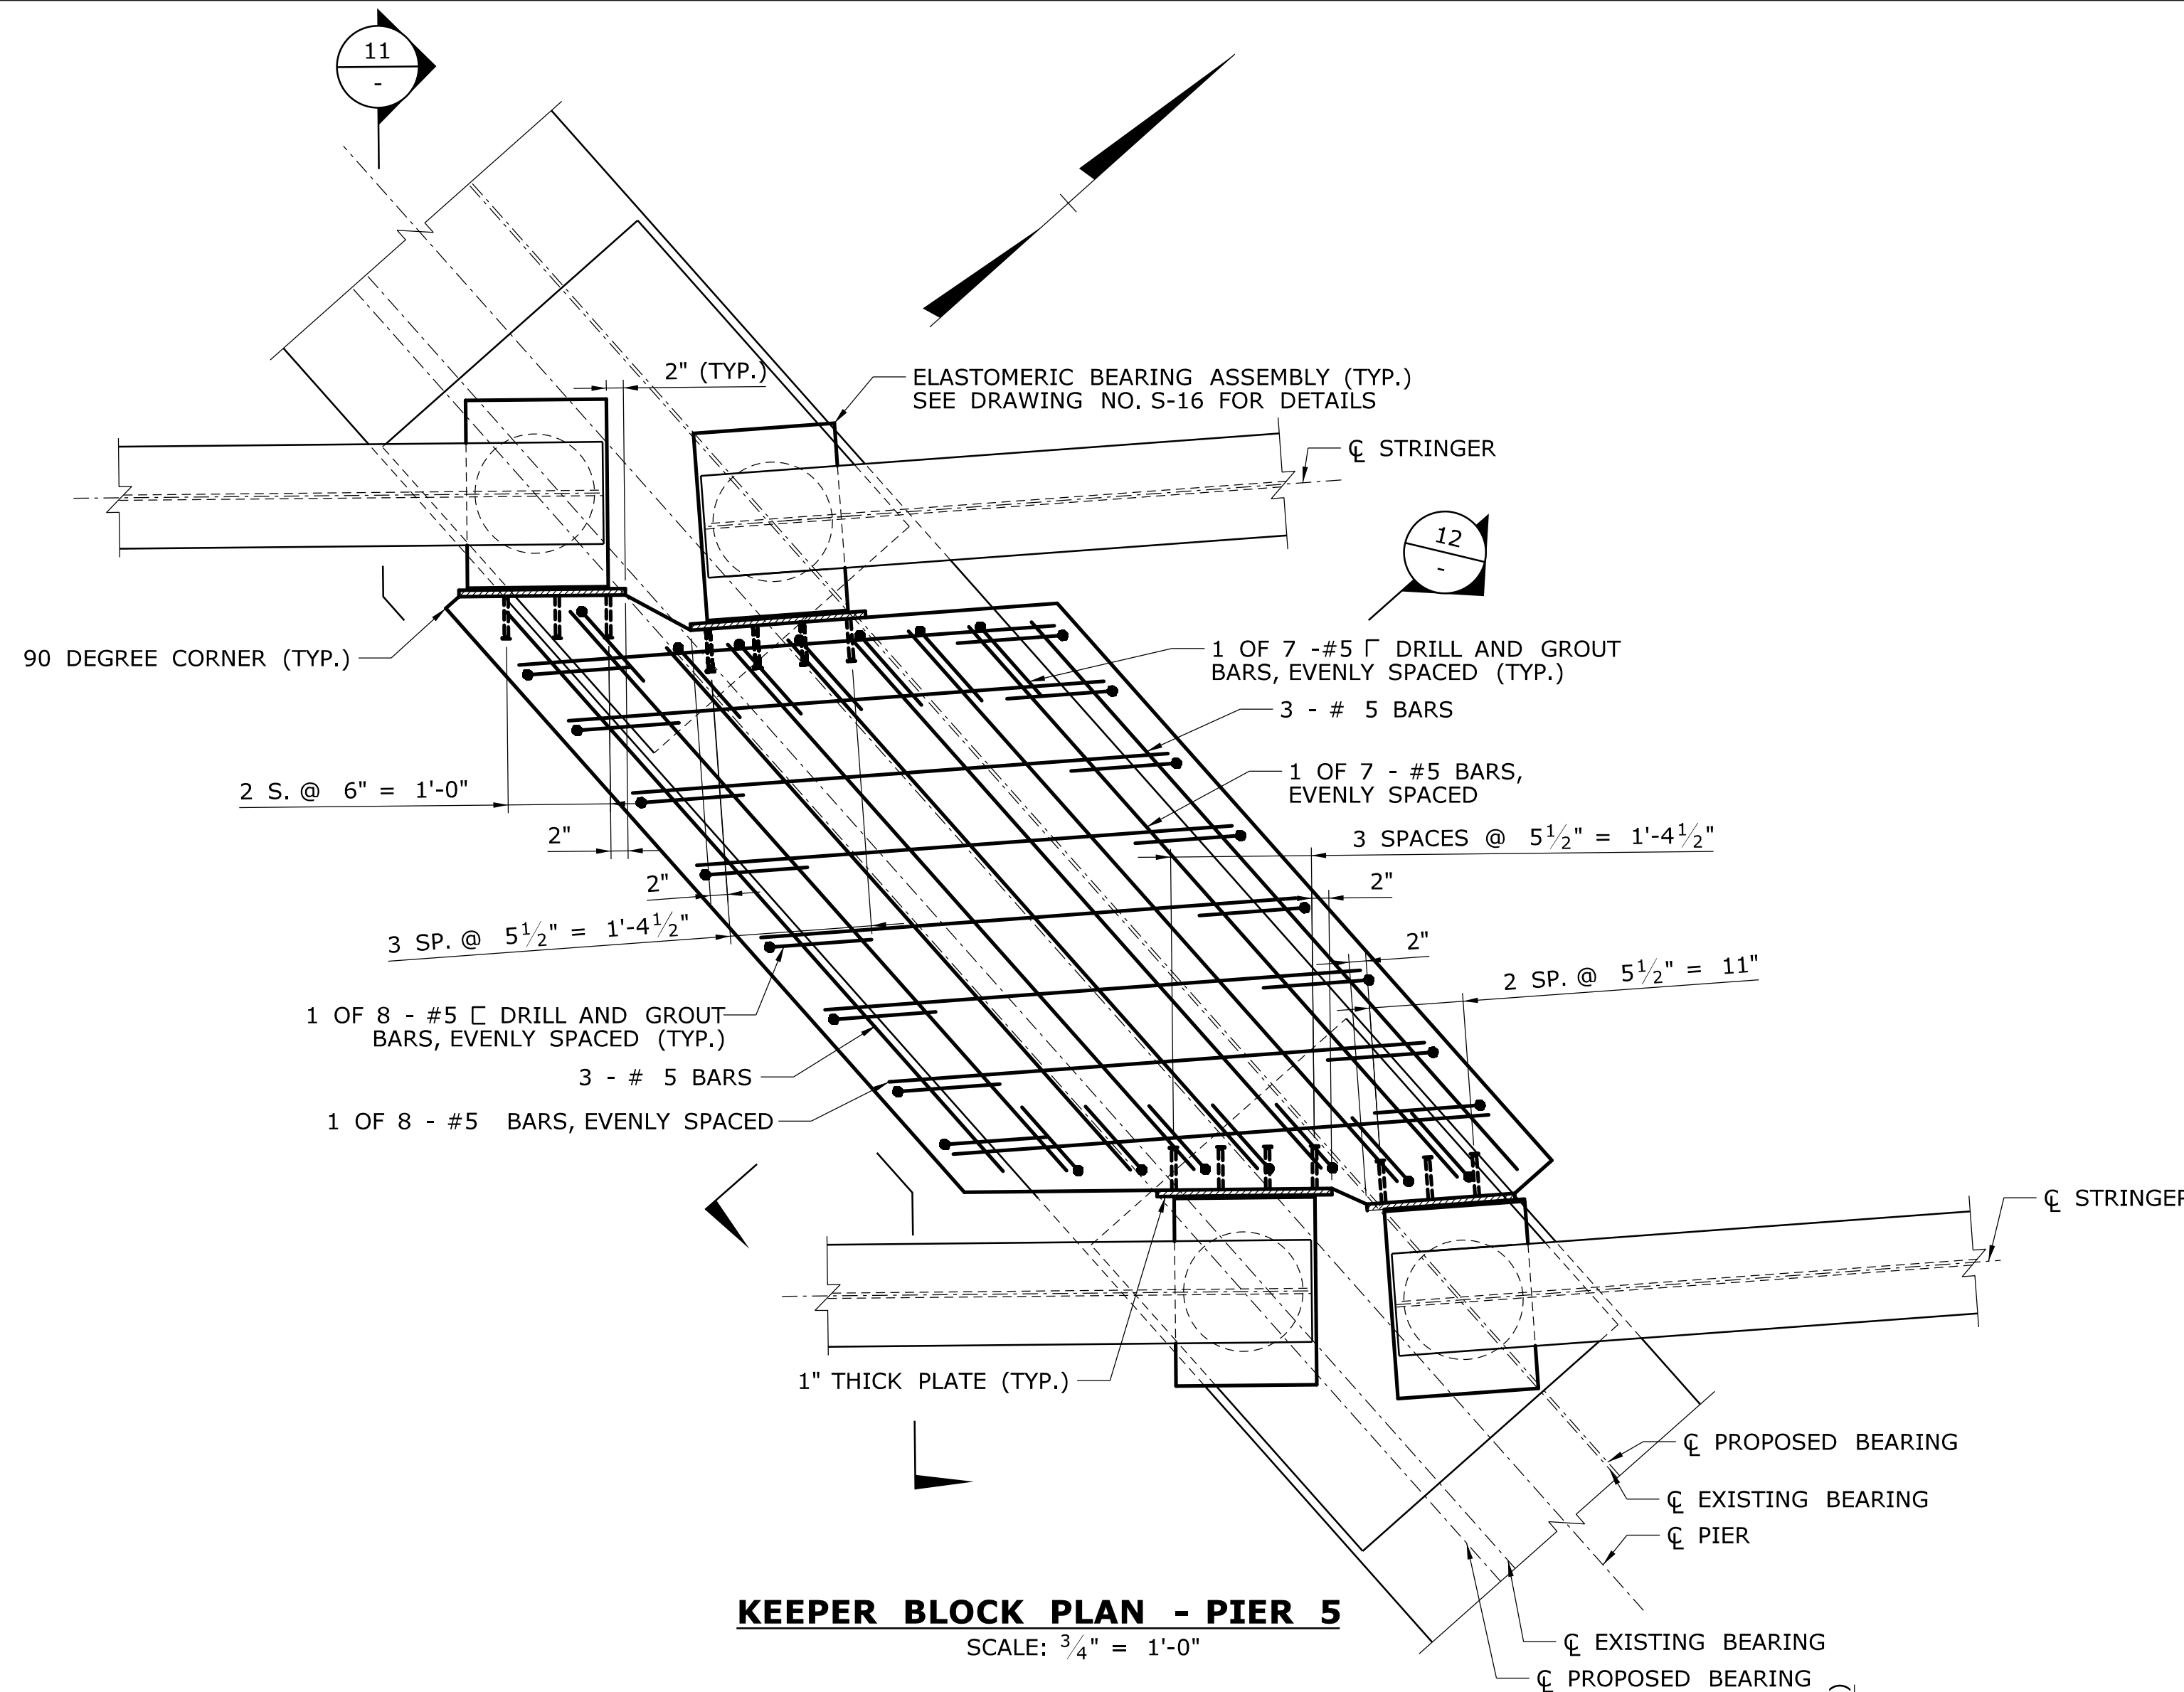 11
-
2" (TYP.)
ELASTOMERIC BEARING ASSEMBLY (TYP.)
SEE DRAWING NO. S-16 FOR DETAILS
℄ STRINGER
12
-
90 DEGREE CORNER (TYP.)
1 OF 7 -#5 ⎾ DRILL AND GROUT
BARS, EVENLY SPACED (TYP.)
3 - # 5 BARS
1 OF 7 - #5 BARS,
EVENLY SPACED
2 S. @ 6" = 1'-0"
2"
3 SPACES @ 5½" = 1'-4½"
2"
2"
3 SP. @ 5½" = 1'-4½"
2"
2 SP. @ 5½" = 11"
1 OF 8 - #5 ⊏ DRILL AND GROUT
BARS, EVENLY SPACED (TYP.)
3 - # 5 BARS
1 OF 8 - #5 BARS, EVENLY SPACED
℄ STRINGER
1" THICK PLATE (TYP.)
℄ PROPOSED BEARING
℄ EXISTING BEARING
℄ PIER
KEEPER BLOCK PLAN - PIER 5
SCALE: ¾" = 1'-0"
℄ EXISTING BEARING
℄ PROPOSED BEARING